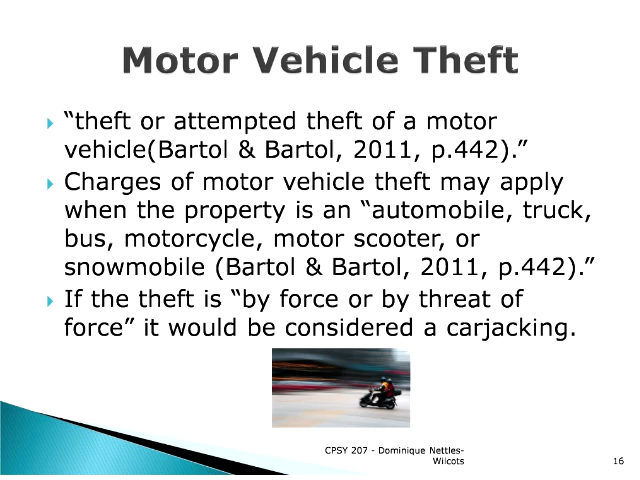 Motor Vehicle Theft
“theft or attempted theft of a motor
vehicle(Bartol & Bartol, 2011, p.442).”
Charges of motor vehicle theft may apply
when the property is an “automobile, truck,
bus, motorcycle, motor scooter, or
snowmobile (Bartol & Bartol, 2011, p.442).”
If the theft is “by force or by threat of
force” it would be considered a carjacking.
CPSY 207 - Dominique Nettles-
Wilcots
16